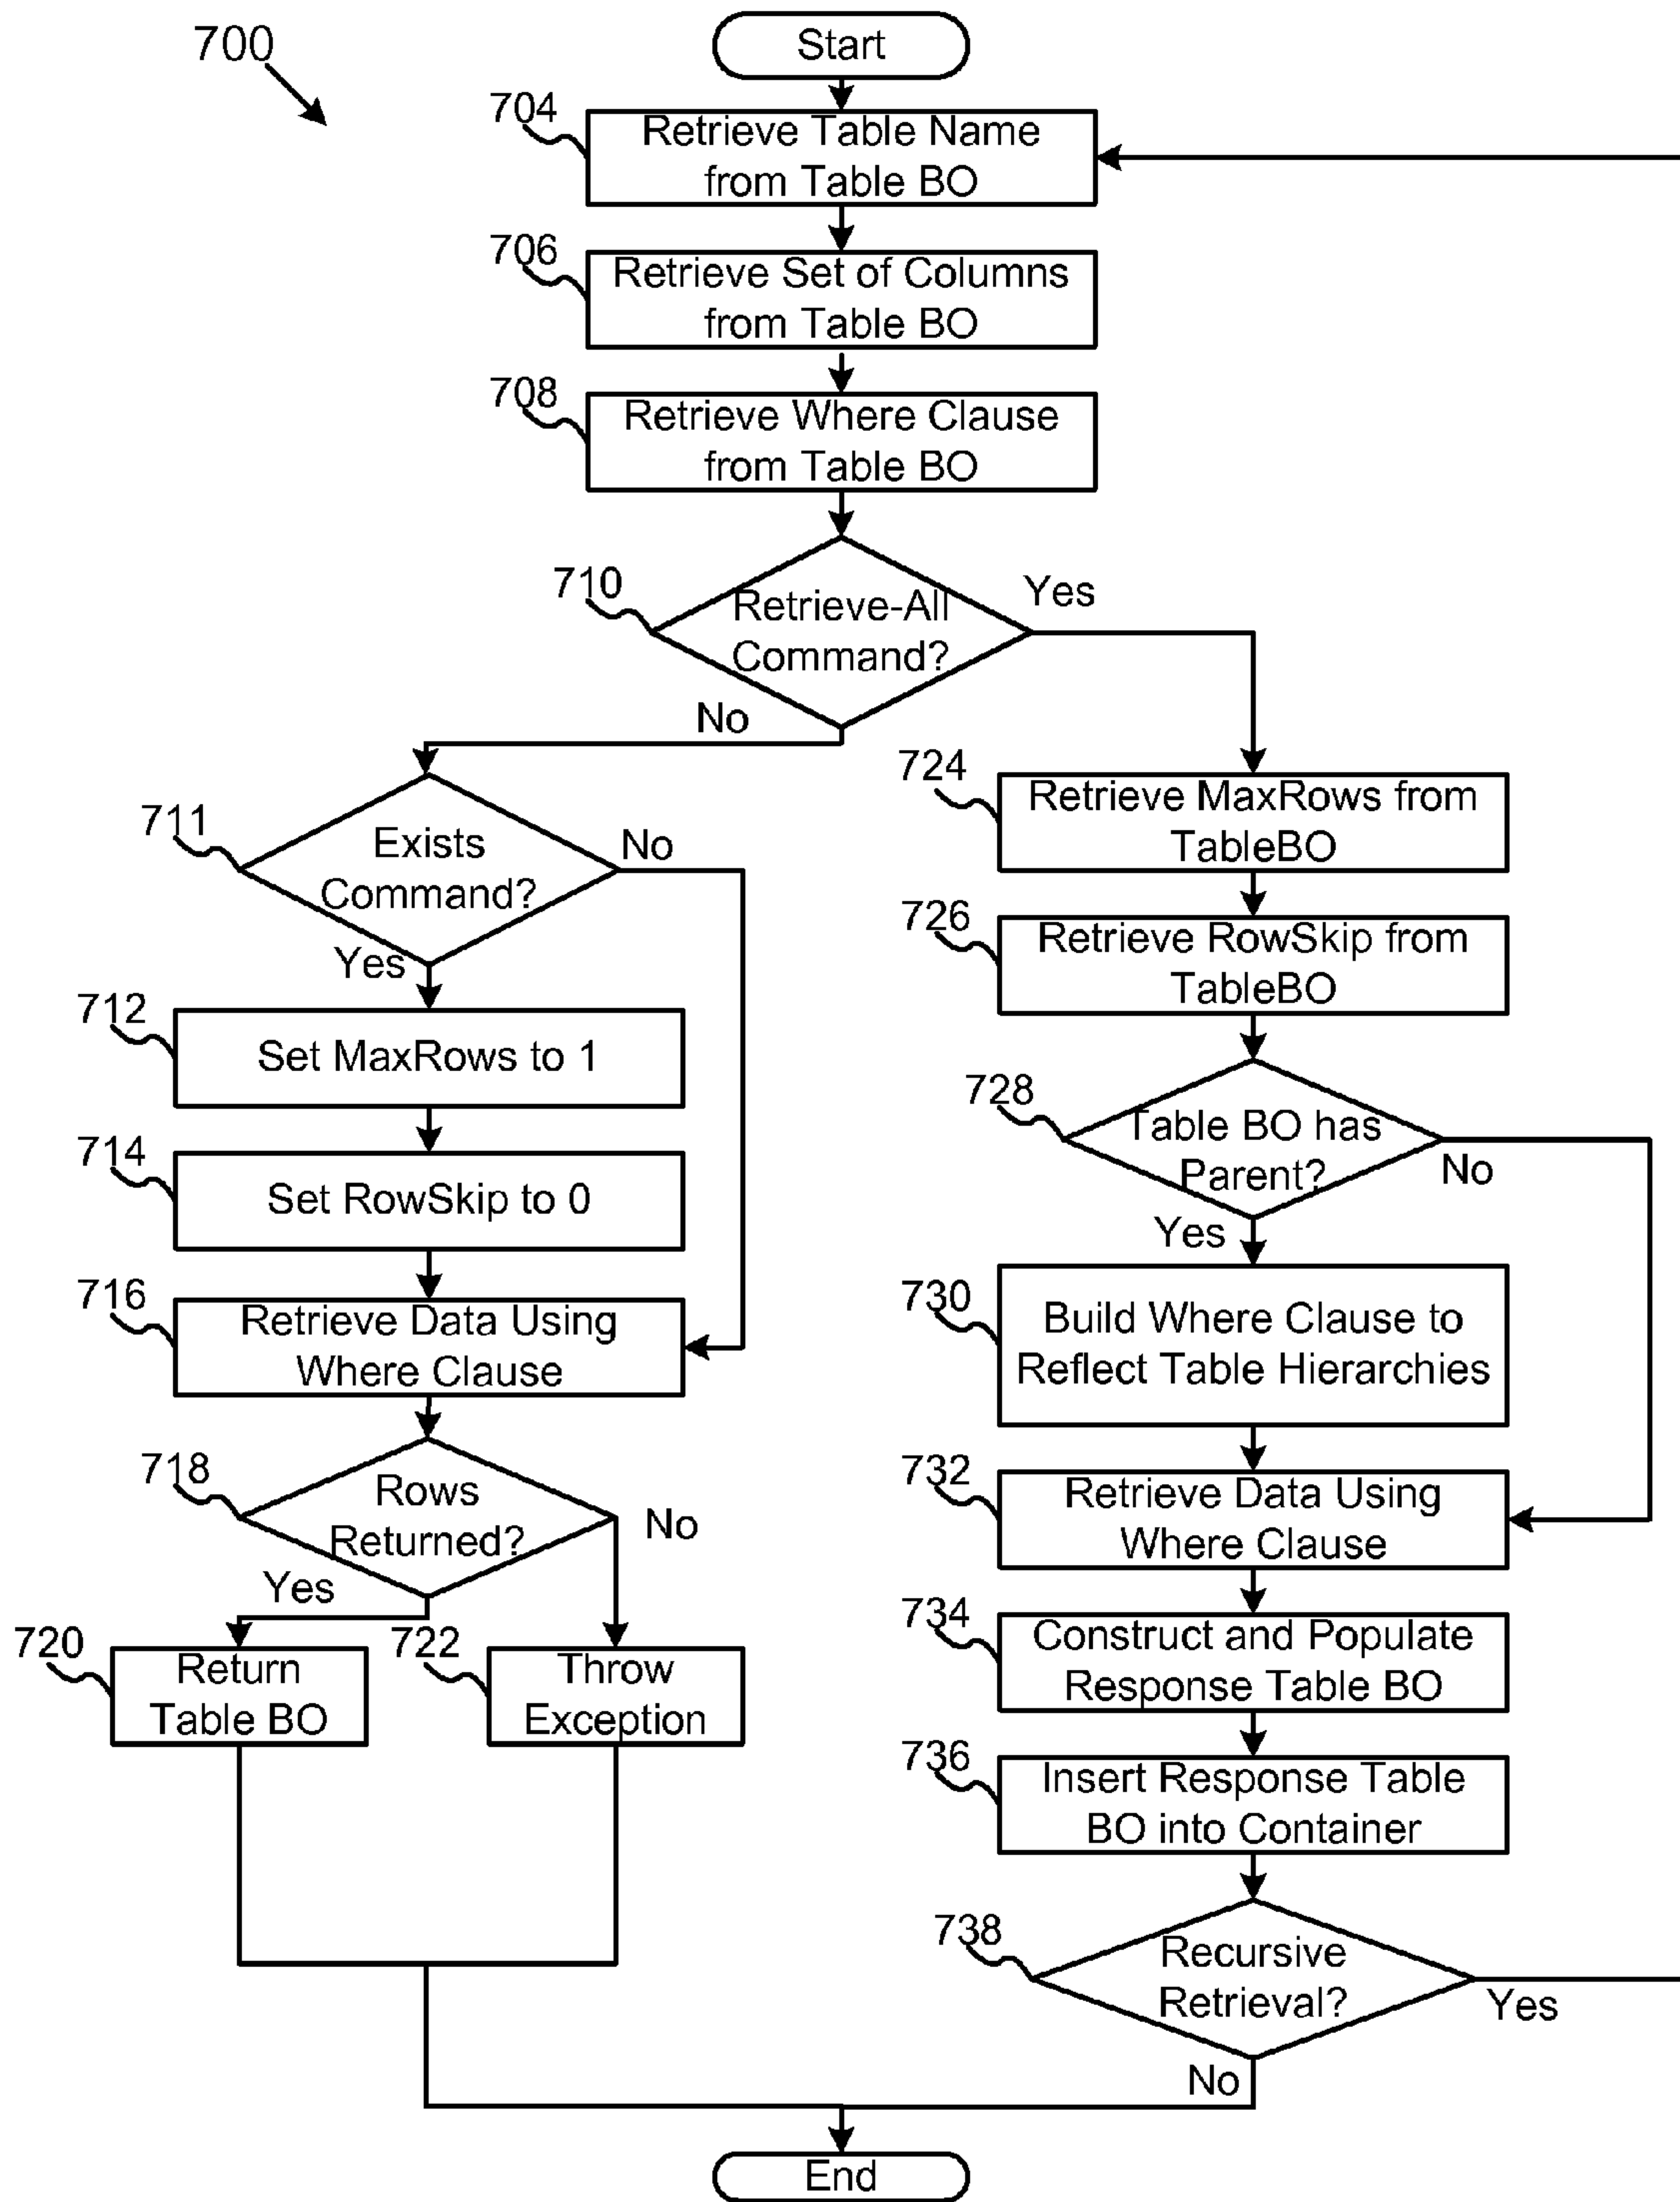 700
Start
704
Retrieve Table Name
from Table BO
706
Retrieve Set of Columns
from Table BO
708
Retrieve Where Clause
from Table BO
710
Retrieve-All
Command?
Yes
No
711
Exists
Command?
No
Yes
712
Set MaxRows to 1
714
Set RowSkip to 0
716
Retrieve Data Using
Where Clause
718
Rows
Returned?
No
Yes
720
Return
Table BO
722
Throw
Exception
724
Retrieve MaxRows from
TableBO
726
Retrieve RowSkip from
TableBO
728
Table BO has
Parent?
No
Yes
730
Build Where Clause to
Reflect Table Hierarchies
732
Retrieve Data Using
Where Clause
734
Construct and Populate
Response Table BO
736
Insert Response Table
BO into Container
738
Recursive
Retrieval?
Yes
No
End